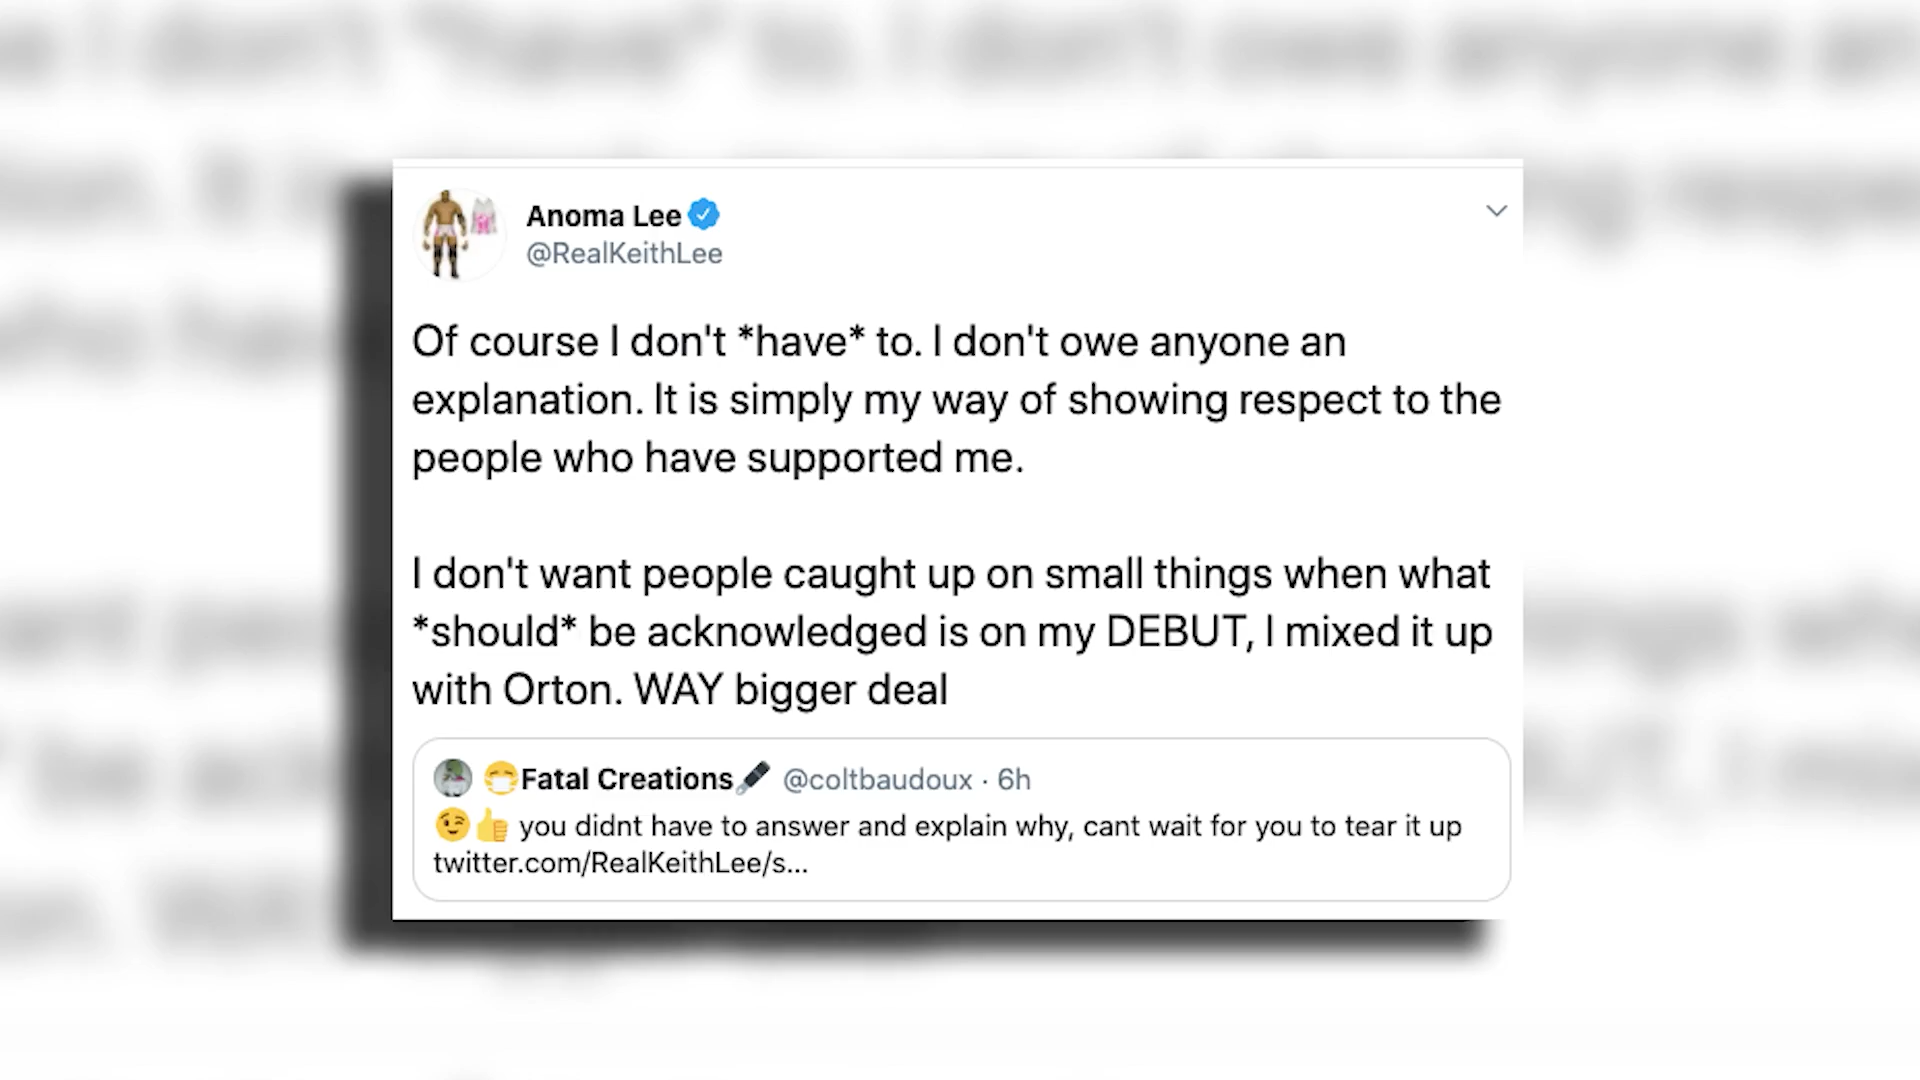 Anoma Lee
@RealKeithLee
Of course I don't *have* to. I don't owe anyone an
explanation. It is simply my way of showing respect to the
people who have supported me.
I don't want people caught up on small things when what
*should* be acknowledged is on my DEBUT, I mixed it up
with Orton. WAY bigger deal
😷Fatal Creations🖋 @coltbaudoux · 6h
😉👍 you didnt have to answer and explain why, cant wait for you to tear it up
twitter.com/RealKeithLee/s...